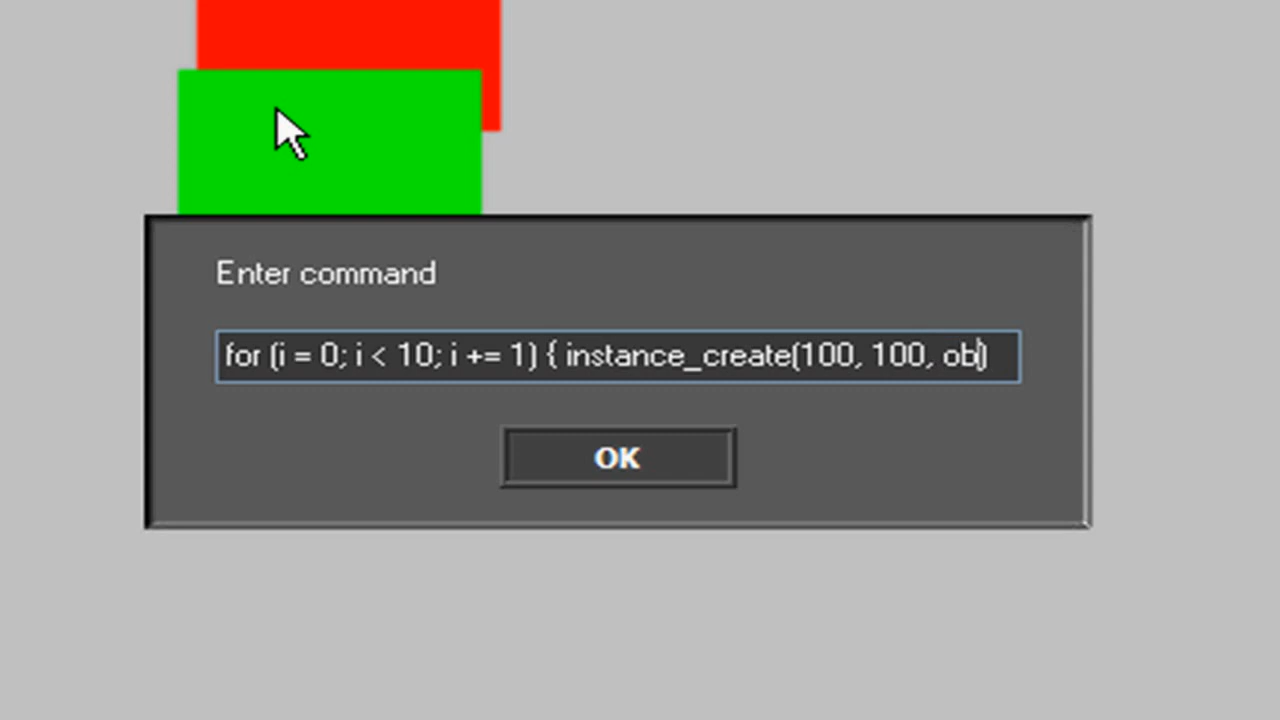 Enter command
for (i = 0; i < 10; i += 1) { instance_create(100, 100, ob)
OK